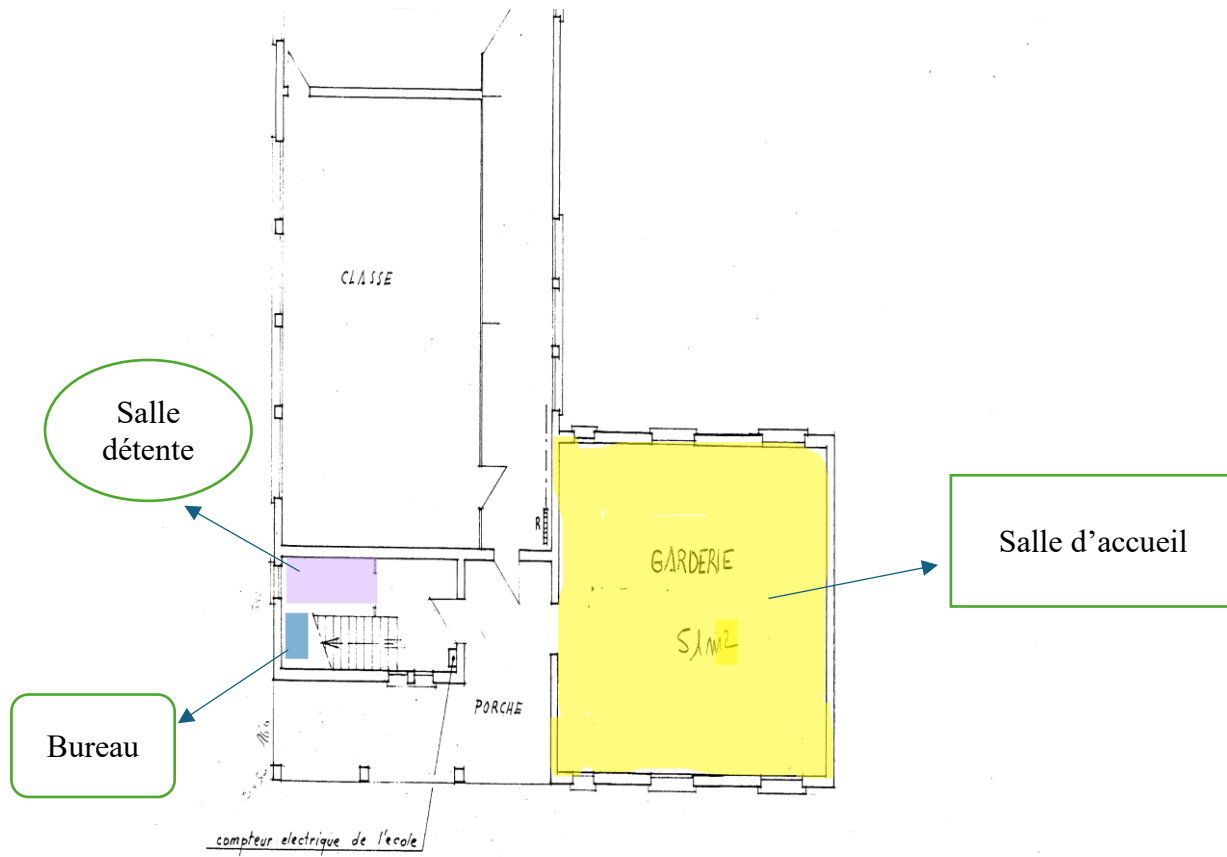 CLASSE
Salle
détente
R
GARDERIE
Salle d'accueil
51m2
PORCHE
Bureau
compteur electrique de l'ecole